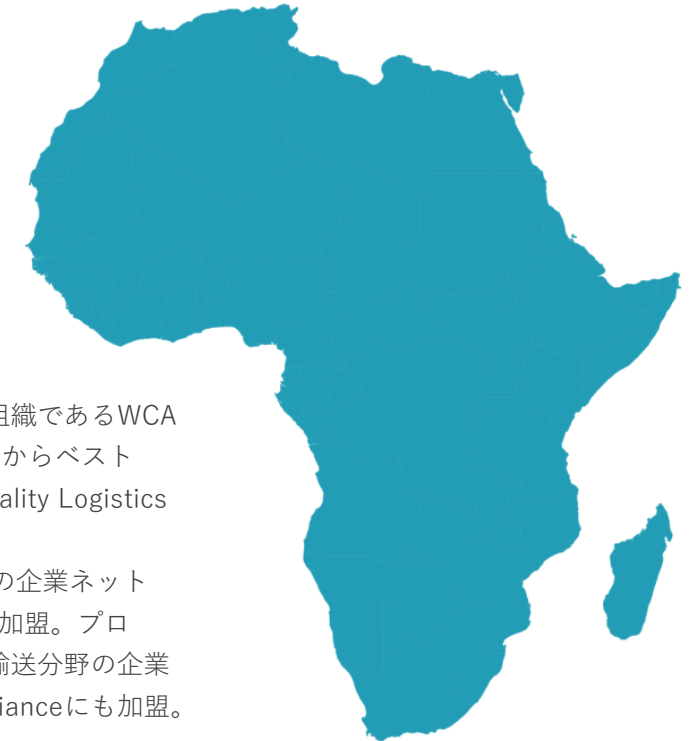 組織であるWCA
からベスト
ality Logistics
の企業ネット
加盟。プロ
輸送分野の企業
ianceにも加盟。